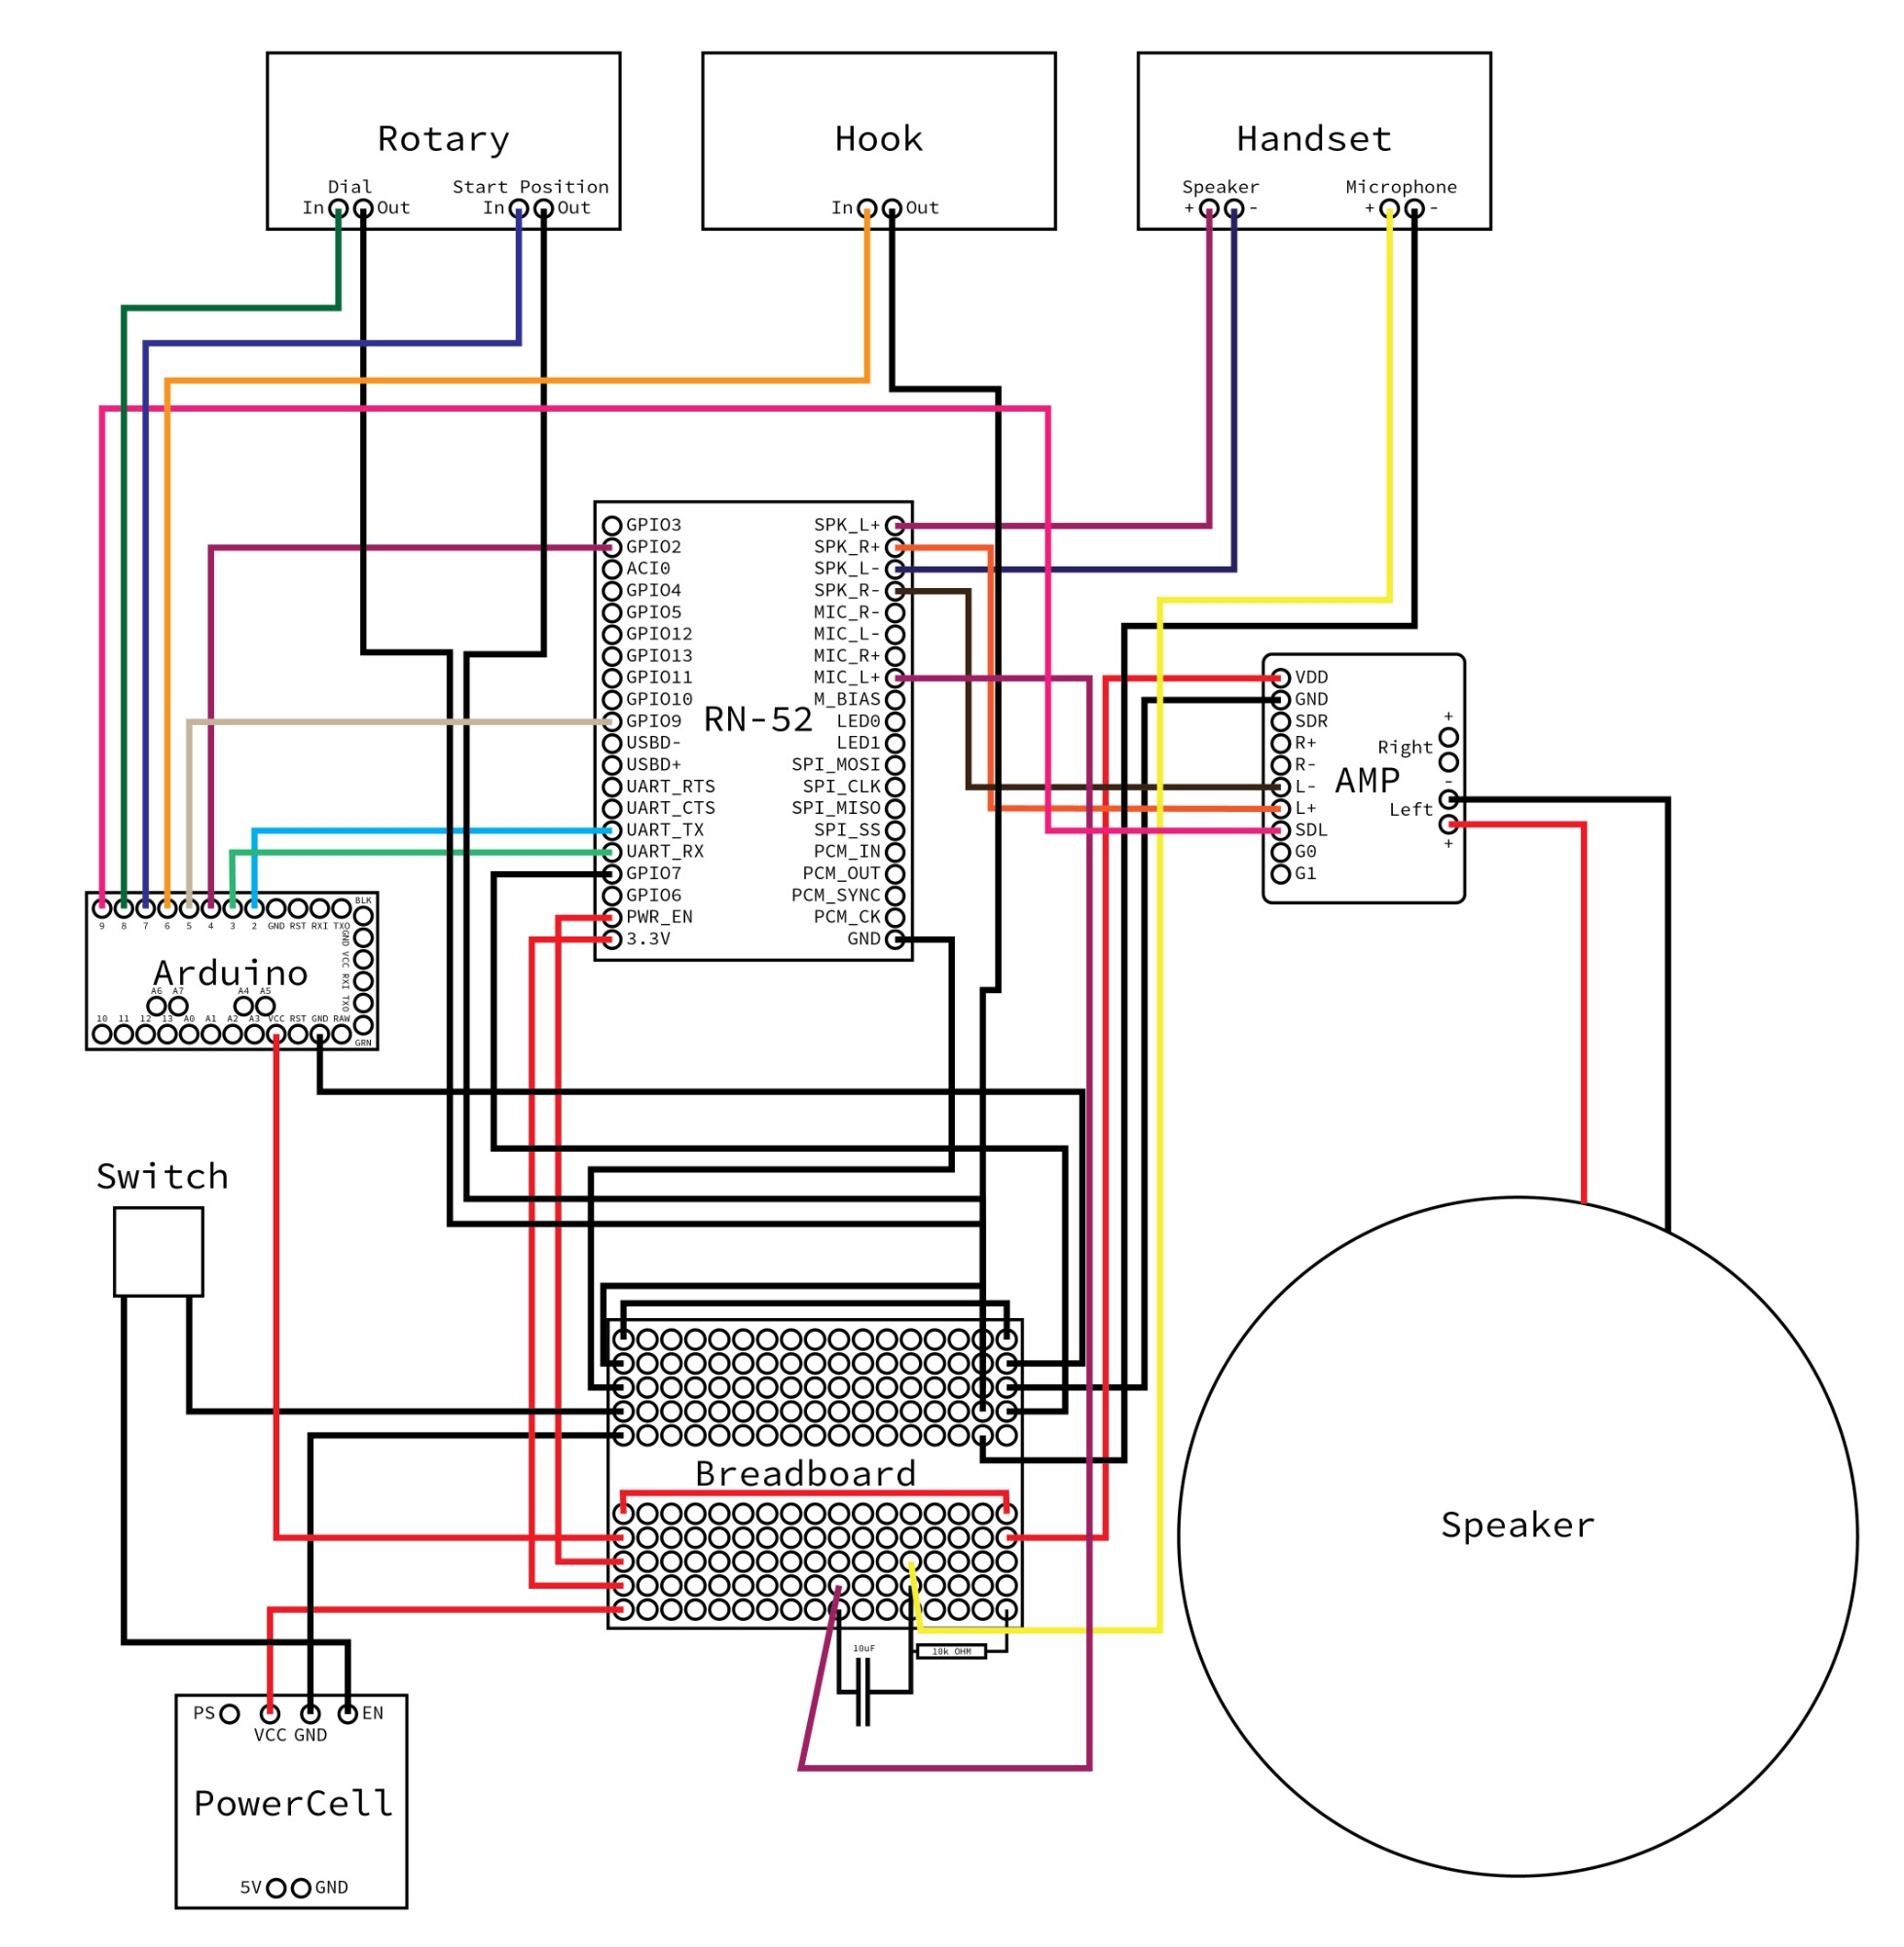 Rotary
Dial
Start Position
In
Out
In
Out
Hook
In
Out
Handset
Speaker
Microphone
+
-
+
-
RN-52
GPIO3
GPIO2
ACI0
GPIO4
GPIO5
GPIO12
GPIO13
GPIO11
GPIO10
GPIO9
USBD-
USBD+
UART_RTS
UART_CTS
UART_TX
UART_RX
GPIO7
GPIO6
PWR_EN
3.3V
SPK_L+
SPK_R+
SPK_L-
SPK_R-
MIC_R-
MIC_L-
MIC_R+
MIC_L+
M_BIAS
LED0
LED1
SPI_MOSI
SPI_CLK
SPI_MISO
SPI_SS
PCM_IN
PCM_OUT
PCM_SYNC
PCM_CK
GND
VDD
GND
SDR
R+
R-
L-
L+
SDL
G0
G1
AMP
+
Right
-
Left
+
BLK
9 8 7 6 5 4 3 2 GND RST RXI TXO
GND VCC RXI TXO
Arduino
A6 A7 A4 A5
10 11 12 13 A0 A1 A2 A3 VCC RST GND RAW
GRN
Switch
Breadboard
10uF
10k OHM
Speaker
PS
VCC GND
EN
PowerCell
5V
GND